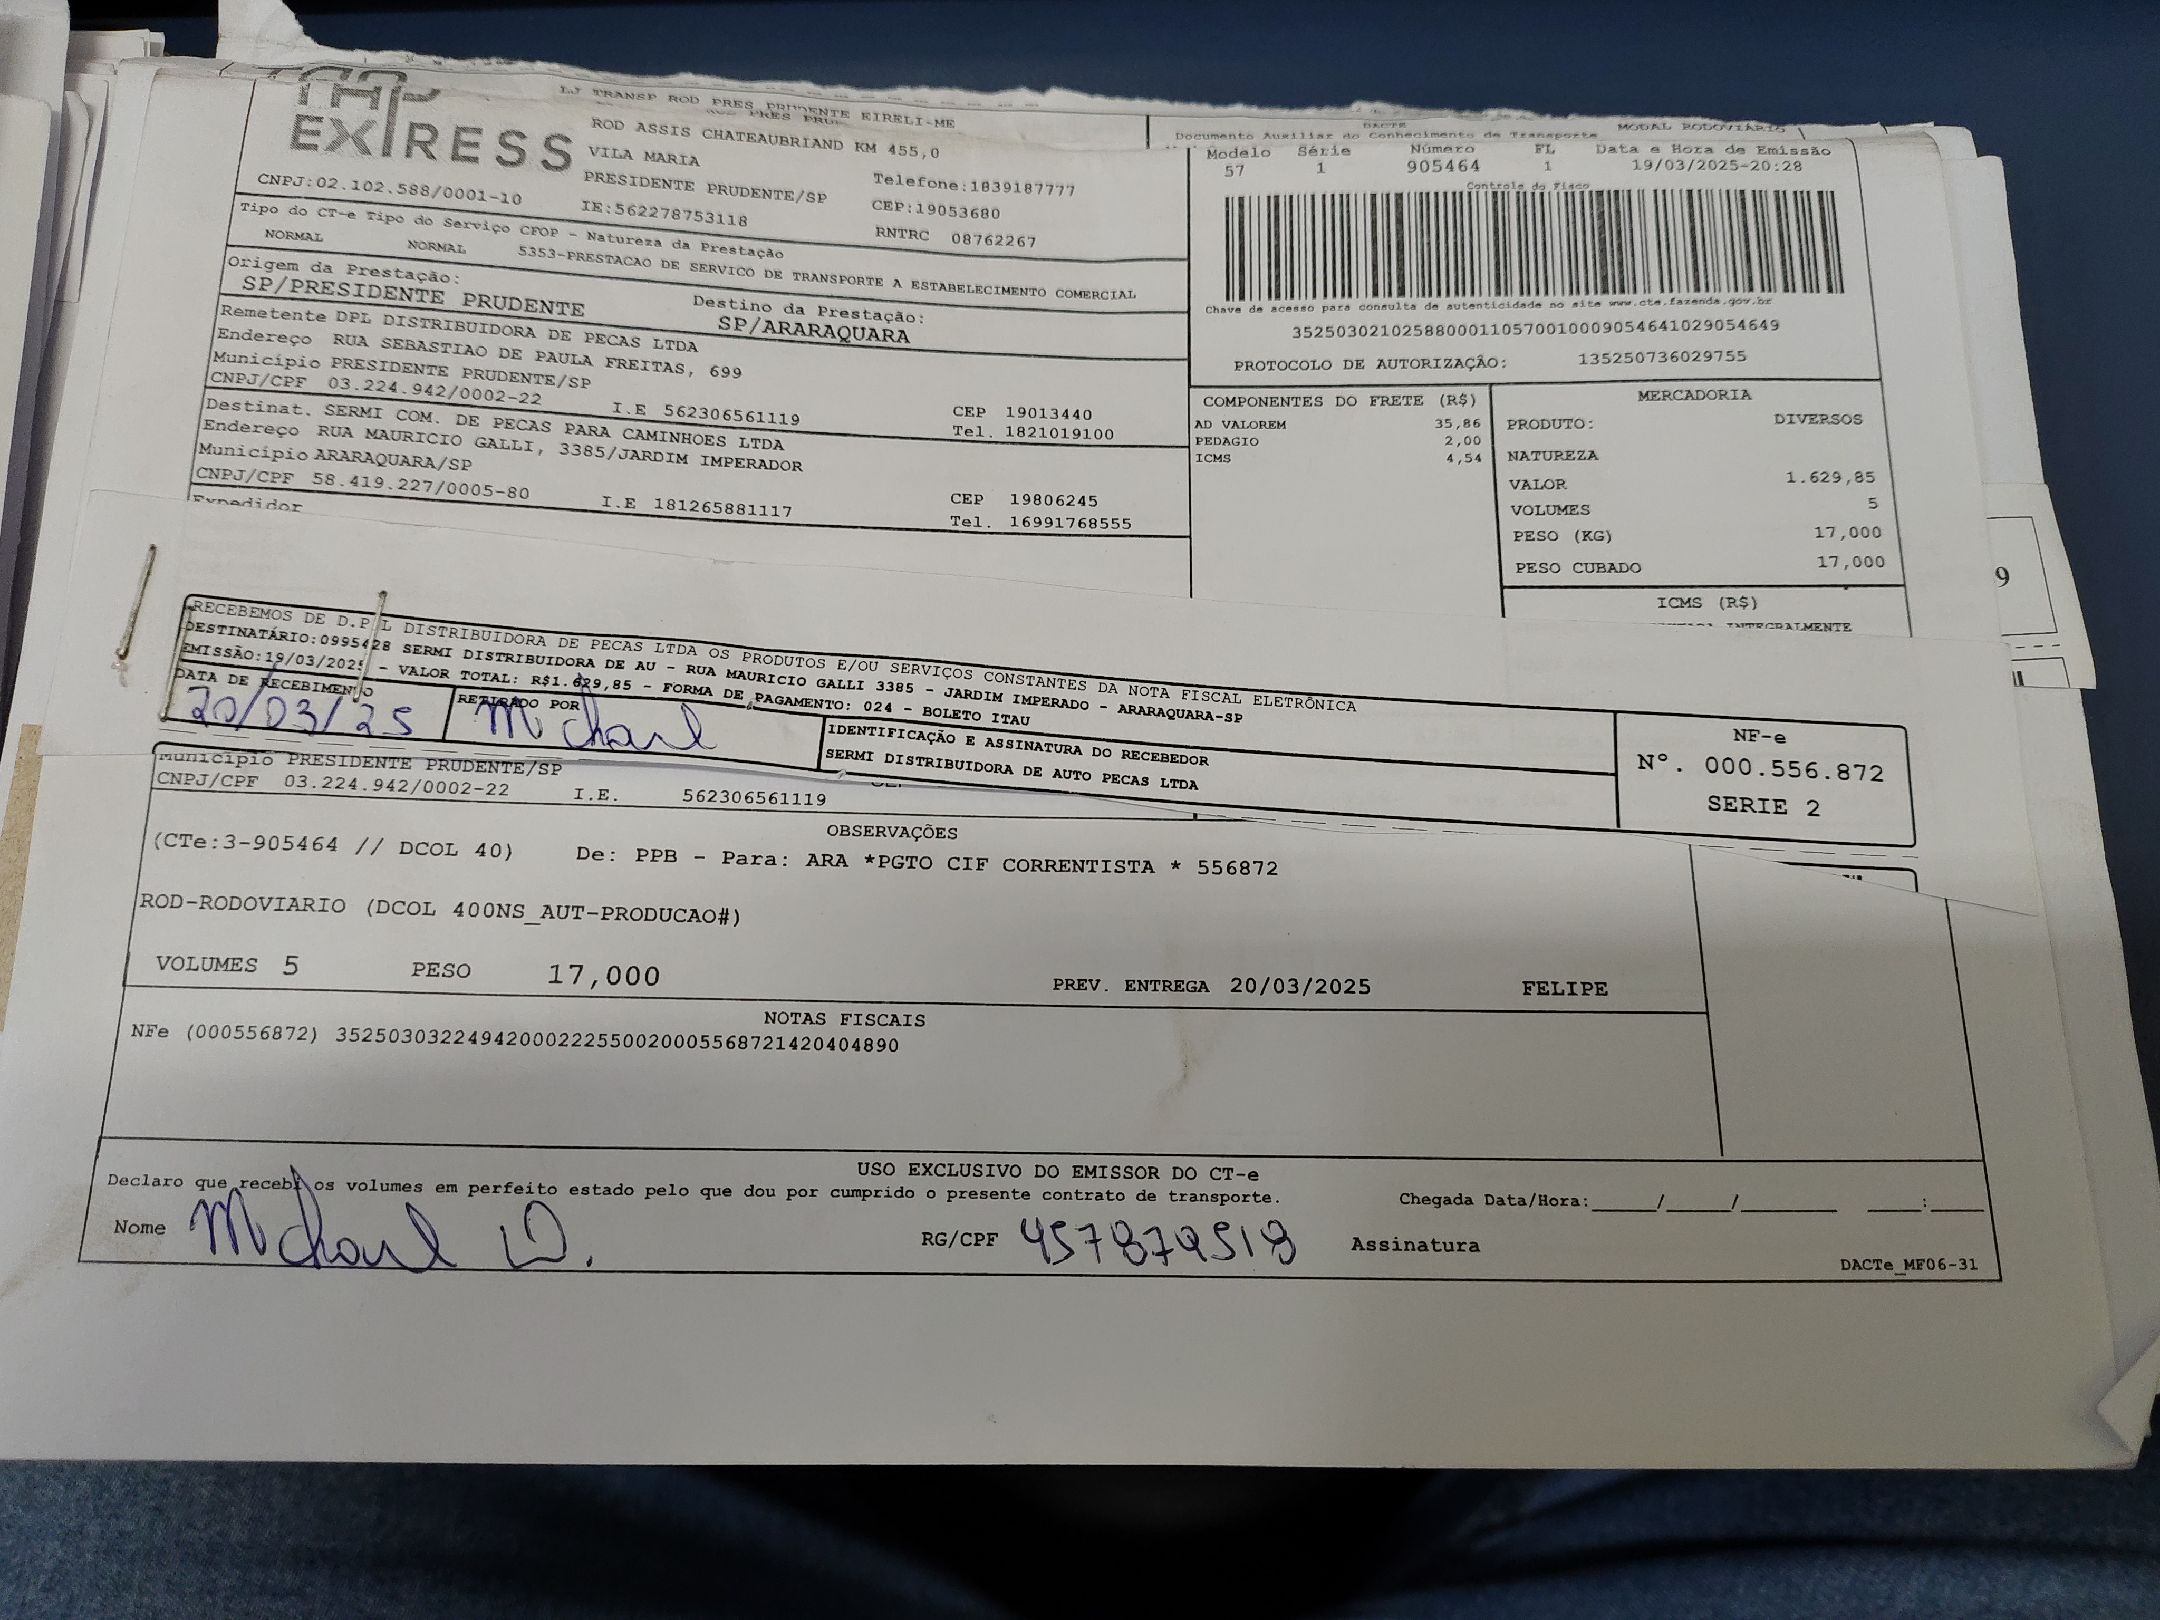 EXPRESS
LJ TRANSP ROD PRES PRUDENTE EIRELI-ME
ROD ASSIS CHATEAUBRIAND KM 455,0
VILA MARIA
PRESIDENTE PRUDENTE/SP Telefone:1839187777
CNPJ:02.102.588/0001-10 IE:562278753118 CEP:19053680
RNTRC 08762267
Tipo do CT-e Tipo do Serviço CFOP - Natureza da Prestação
NORMAL NORMAL 5353-PRESTACAO DE SERVICO DE TRANSPORTE A ESTABELECIMENTO COMERCIAL
Origem da Prestação: Destino da Prestação:
SP/PRESIDENTE PRUDENTE SP/ARARAQUARA
Remetente DPL DISTRIBUIDORA DE PECAS LTDA
Endereço RUA SEBASTIAO DE PAULA FREITAS, 699
Município PRESIDENTE PRUDENTE/SP CEP 19013440
CNPJ/CPF 03.224.942/0002-22 I.E 562306561119 Tel. 1821019100
Destinat. SERMI COM. DE PECAS PARA CAMINHOES LTDA
Endereço RUA MAURICIO GALLI, 3385/JARDIM IMPERADOR
Município ARARAQUARA/SP CEP 19806245
CNPJ/CPF 58.419.227/0005-80 I.E 181265881117 Tel. 16991768555
Expedidor
DACTE MODAL RODOVIÁRIO
Documento Auxiliar do Conhecimento de Transporte
Modelo Série Número FL Data e Hora de Emissão
57 1 905464 1 19/03/2025-20:28
Controle do Fisco
Chave de acesso para consulta de autenticidade no site www.cte.fazenda.gov.br
35250302102588000110570010009054641029054649
PROTOCOLO DE AUTORIZAÇÃO: 135250736029755
COMPONENTES DO FRETE (R$)
AD VALOREM 35,86
PEDAGIO 2,00
ICMS 4,54
MERCADORIA
PRODUTO: DIVERSOS
NATUREZA
VALOR 1.629,85
VOLUMES 5
PESO (KG) 17,000
PESO CUBADO 17,000
ICMS (R$)
INTEGRALMENTE
9
RECEBEMOS DE D.P.L DISTRIBUIDORA DE PECAS LTDA OS PRODUTOS E/OU SERVIÇOS CONSTANTES DA NOTA FISCAL ELETRÔNICA
DESTINATÁRIO:0995428 SERMI DISTRIBUIDORA DE AU - RUA MAURICIO GALLI 3385 - JARDIM IMPERADO - ARARAQUARA-SP
EMISSÃO:19/03/2025 - VALOR TOTAL: R$1.629,85 - FORMA DE PAGAMENTO: 024 - BOLETO ITAU
DATA DE RECEBIMENTO RETIRADO POR
20/03/25 Michael
IDENTIFICAÇÃO E ASSINATURA DO RECEBEDOR
SERMI DISTRIBUIDORA DE AUTO PECAS LTDA
NF-e
Nº. 000.556.872
SERIE 2
Município PRESIDENTE PRUDENTE/SP
CNPJ/CPF 03.224.942/0002-22 I.E. 562306561119
OBSERVAÇÕES
(CTe:3-905464 // DCOL 40) De: PPB - Para: ARA *PGTO CIF CORRENTISTA * 556872
ROD-RODOVIARIO (DCOL 400NS_AUT-PRODUCAO#)
VOLUMES 5 PESO 17,000 PREV. ENTREGA 20/03/2025 FELIPE
NOTAS FISCAIS
NFe (000556872) 35250303224942000222550020005568721420404890
USO EXCLUSIVO DO EMISSOR DO CT-e
Declaro que recebi os volumes em perfeito estado pelo que dou por cumprido o presente contrato de transporte. Chegada Data/Hora:_____/_____/_______ ____:____
Nome Michael D. RG/CPF 457879518 Assinatura
DACTe_MF06-31